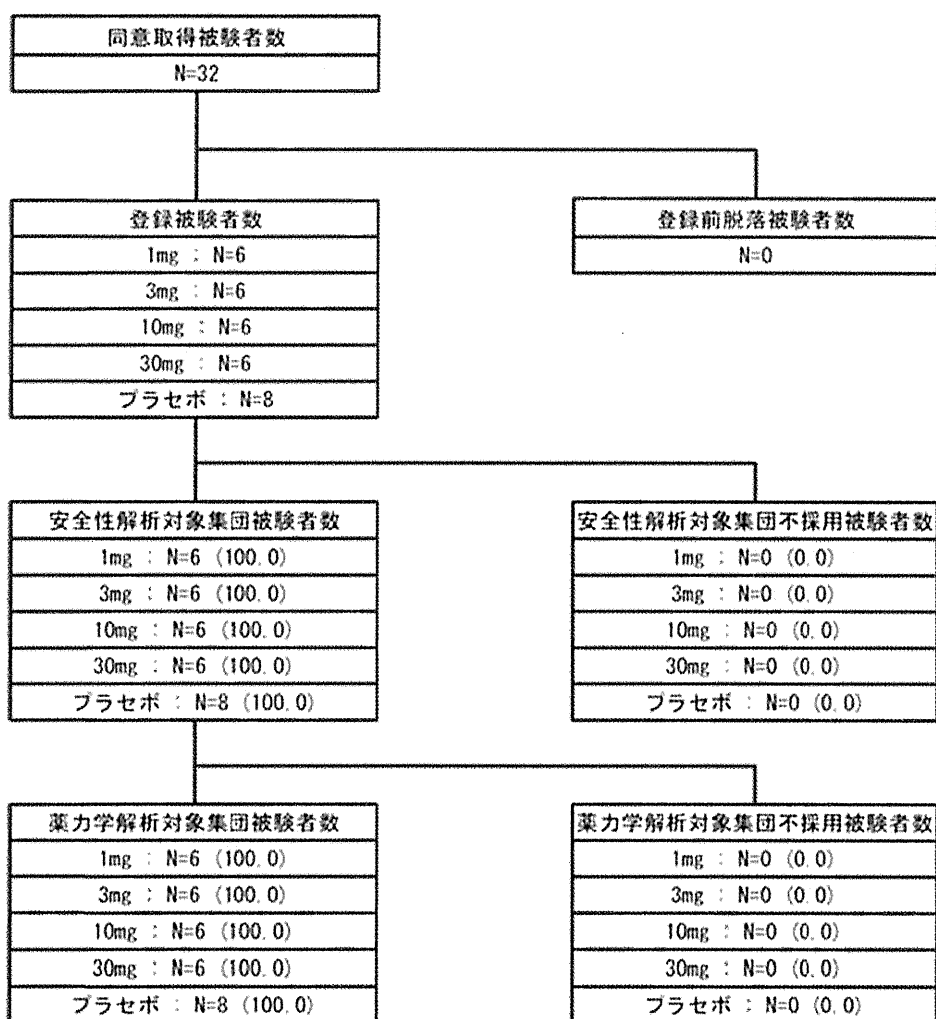 同意取得被験者数
N=32
登録被験者数
1mg : N=6
3mg : N=6
10mg : N=6
30mg : N=6
プラセボ : N=8
登録前脱落被験者数
N=0
安全性解析対象集団被験者数
1mg : N=6 (100.0)
3mg : N=6 (100.0)
10mg : N=6 (100.0)
30mg : N=6 (100.0)
プラセボ : N=8 (100.0)
安全性解析対象集団不採用被験者数
1mg : N=0 (0.0)
3mg : N=0 (0.0)
10mg : N=0 (0.0)
30mg : N=0 (0.0)
プラセボ : N=0 (0.0)
薬力学解析対象集団被験者数
1mg : N=6 (100.0)
3mg : N=6 (100.0)
10mg : N=6 (100.0)
30mg : N=6 (100.0)
プラセボ : N=8 (100.0)
薬力学解析対象集団不採用被験者数
1mg : N=0 (0.0)
3mg : N=0 (0.0)
10mg : N=0 (0.0)
30mg : N=0 (0.0)
プラセボ : N=0 (0.0)